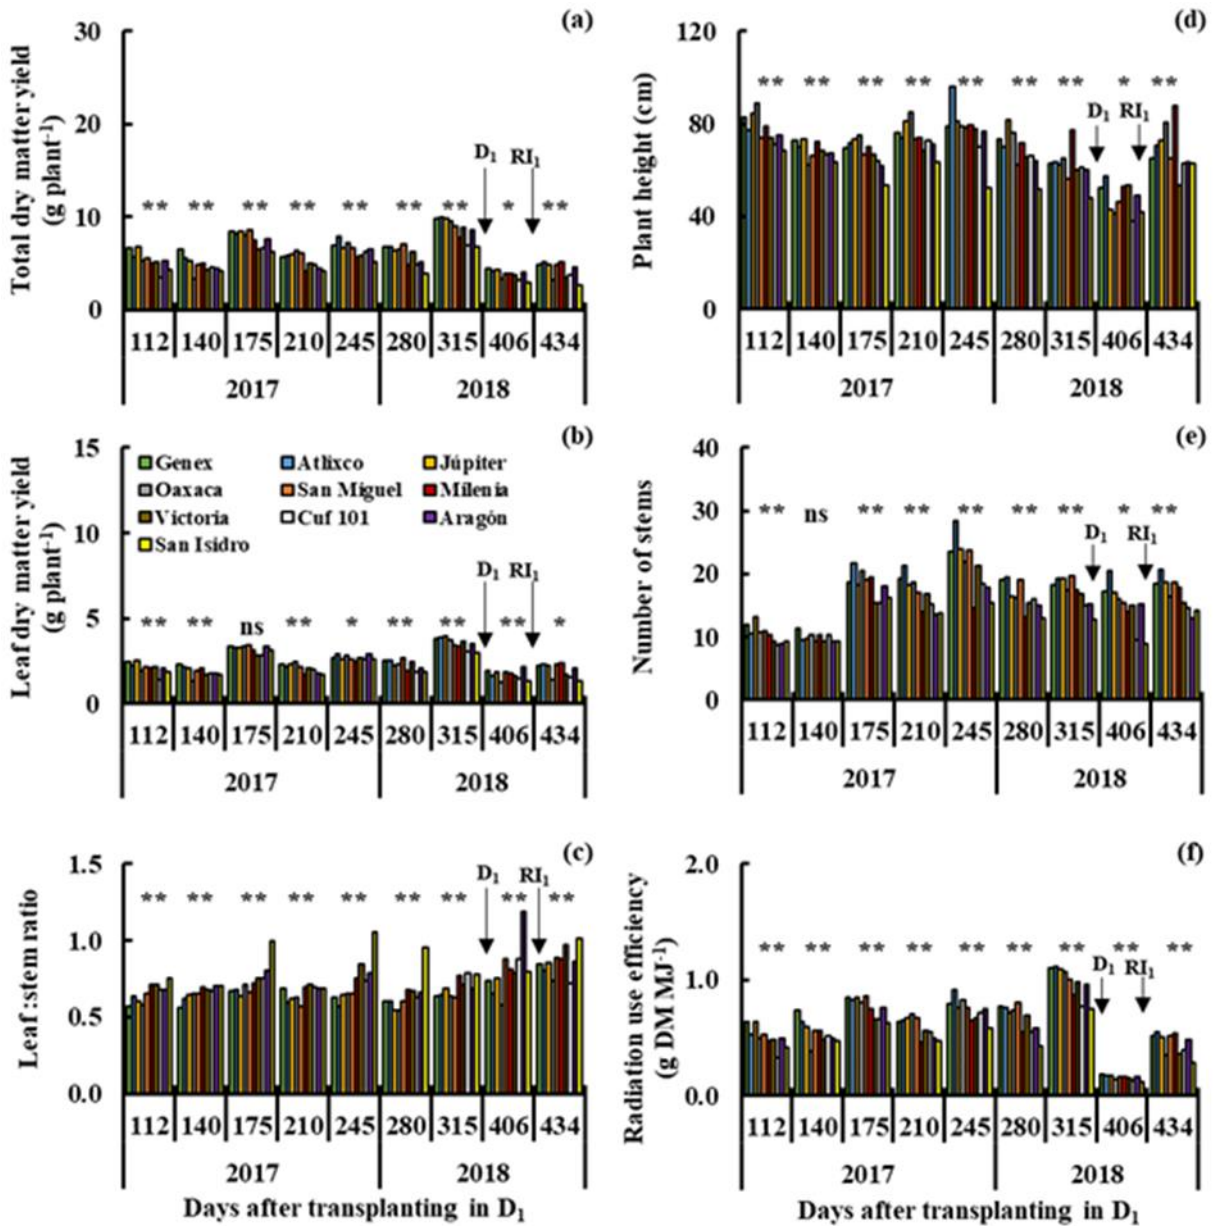 (a)
Total dry matter yield
(g plant-1)
30
20
10
0
D1 RI1
** ** ** ** ** ** ** * **
112 140 175 210 245 280 315 406 434
2017 2018
(b)
Leaf dry matter yield
(g plant-1)
15
10
5
0
Genex Atlixco Júpiter
Oaxaca San Miguel Milenia
Victoria Cuf 101 Aragón
San Isidro
D1 RI1
** ** ns ** * ** ** ** *
112 140 175 210 245 280 315 406 434
2017 2018
(c)
Leaf :stem ratio
1.5
1.0
0.5
0.0
D1 RI1
** ** ** ** ** ** ** ** **
112 140 175 210 245 280 315 406 434
2017 2018
Days after transplanting in D1
(d)
Plant height (cm)
120
80
40
0
** ** ** ** ** ** ** * **
D1 RI1
112 140 175 210 245 280 315 406 434
2017 2018
(e)
Number of stems
40
30
20
10
0
** ns ** ** ** ** ** * **
D1 RI1
112 140 175 210 245 280 315 406 434
2017 2018
(f)
Radiation use efficiency
(g DM MJ-1)
2.0
1.0
0.0
** ** ** ** ** ** ** ** **
D1 RI1
112 140 175 210 245 280 315 406 434
2017 2018
Days after transplanting in D1